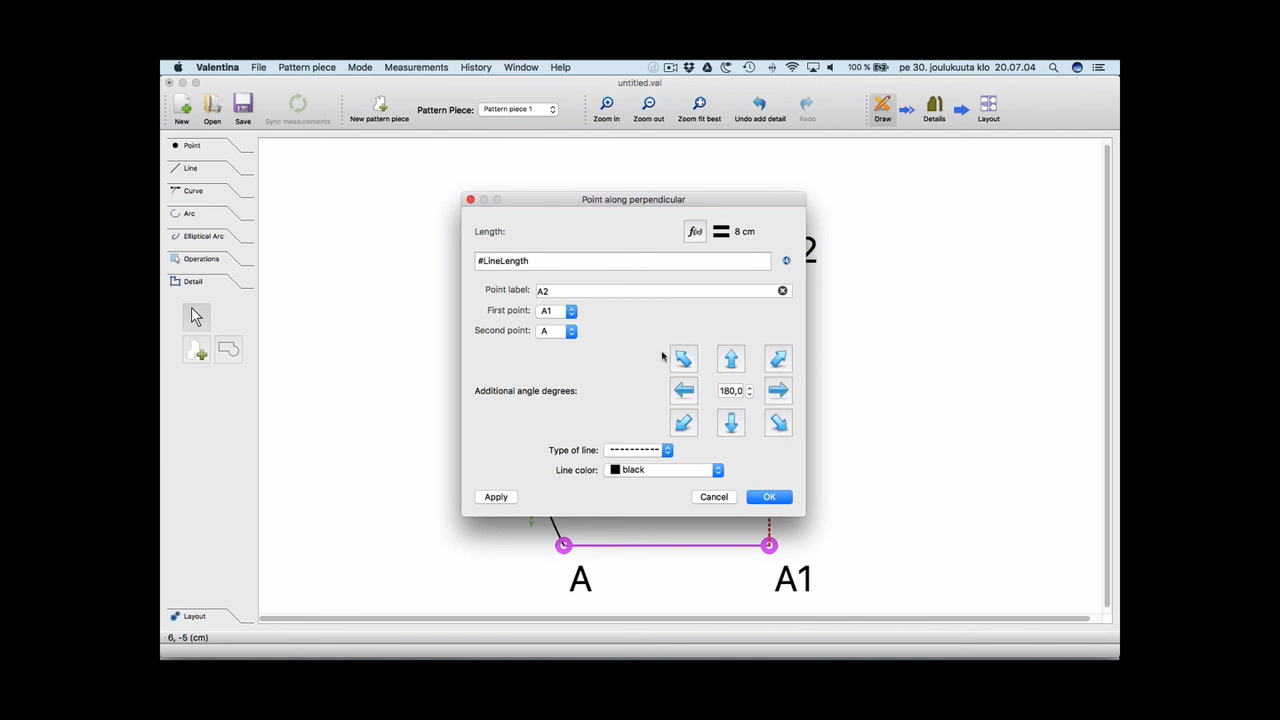 Valentina File Pattern piece Mode Measurements History Window Help 100 % pe 30. joulukuuta klo 20.07.04
untitled.val
New Open Save Sync measurements New pattern piece Pattern Piece: Pattern piece 1 Zoom in Zoom out Zoom fit best Undo add detail Redo Draw Details Layout
Point
Line
Curve
Arc
Elliptical Arc
Operations
Detail
Layout
Point along perpendicular
Length: f(x) 8 cm
#LineLength
Point label: A2
First point: A1
Second point: A
Additional angle degrees: 180,0
Type of line:
Line color: black
Apply Cancel OK
2
Y
A A1
6, -5 (cm)